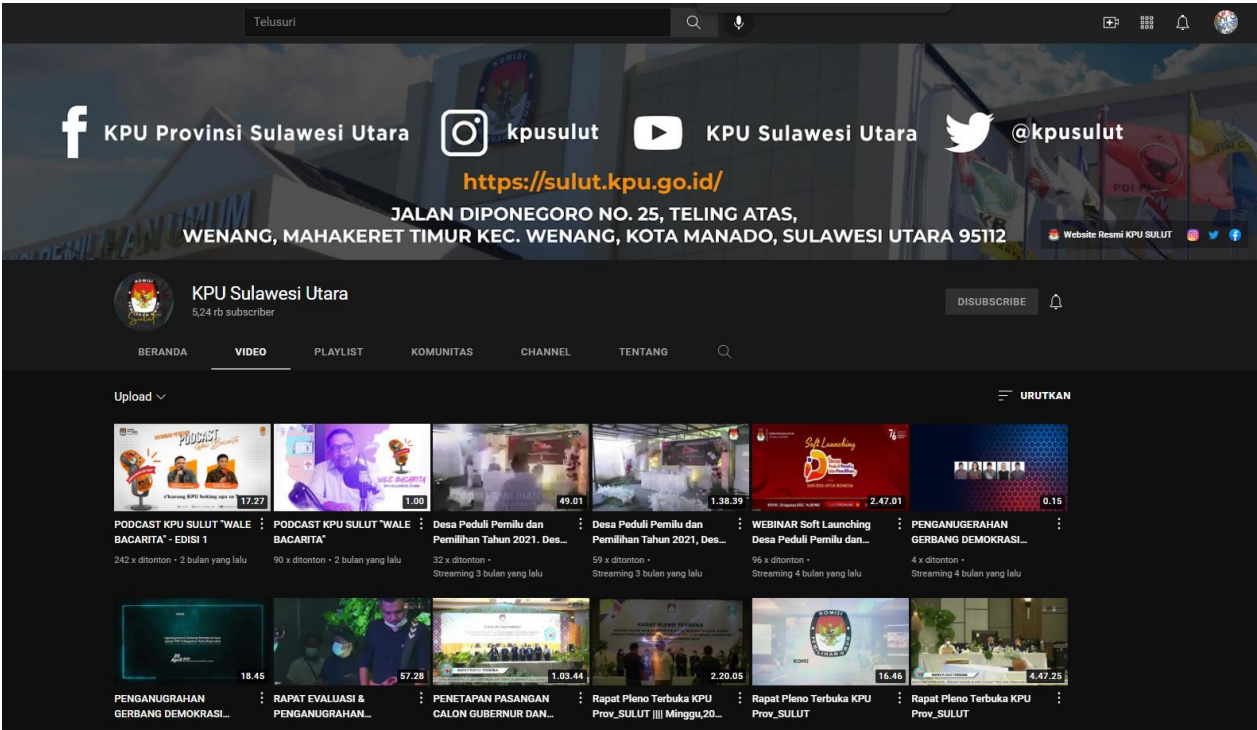 Telusuri
KPU Provinsi Sulawesi Utara
kpusulut
KPU Sulawesi Utara
@kpusulut
https://sulut.kpu.go.id/
JALAN DIPONEGORO NO. 25, TELING ATAS,
WENANG, MAHAKERET TIMUR KEC. WENANG, KOTA MANADO, SULAWESI UTARA 95112
Website Resmi KPU SULUT
KPU Sulawesi Utara
5,24 rb subscriber
DISUBSCRIBE
BERANDA
VIDEO
PLAYLIST
KOMUNITAS
CHANNEL
TENTANG
Upload
URUTKAN
PODCAST
17.27
WALE BACARITA
1.00
49.01
1.38.39
Soft Launching
2.47.01
0.15
PODCAST KPU SULUT "WALE
BACARITA" - EDISI 1
242 x ditonton • 2 bulan yang lalu
PODCAST KPU SULUT "WALE
BACARITA"
90 x ditonton • 2 bulan yang lalu
Desa Peduli Pemilu dan
Pemilihan Tahun 2021. Des...
32 x ditonton •
Streaming 3 bulan yang lalu
Desa Peduli Pemilu dan
Pemilihan Tahun 2021, Des...
59 x ditonton •
Streaming 3 bulan yang lalu
WEBINAR Soft Launching
Desa Peduli Pemilu dan...
96 x ditonton •
Streaming 4 bulan yang lalu
PENGANUGERAHAN
GERBANG DEMOKRASI...
4 x ditonton •
Streaming 4 bulan yang lalu
18.45
57.28
1.03.44
RAPAT PLENO TERBUKA
2.20.05
KOMISI
KOMI
16.46
4.47.25
PENGANUGRAHAN
GERBANG DEMOKRASI...
RAPAT EVALUASI &
PENGANUGRAHAN...
PENETAPAN PASANGAN
CALON GUBERNUR DAN...
Rapat Pleno Terbuka KPU
Prov_SULUT |||| Minggu,20...
Rapat Pleno Terbuka KPU
Prov_SULUT
Rapat Pleno Terbuka KPU
Prov_SULUT